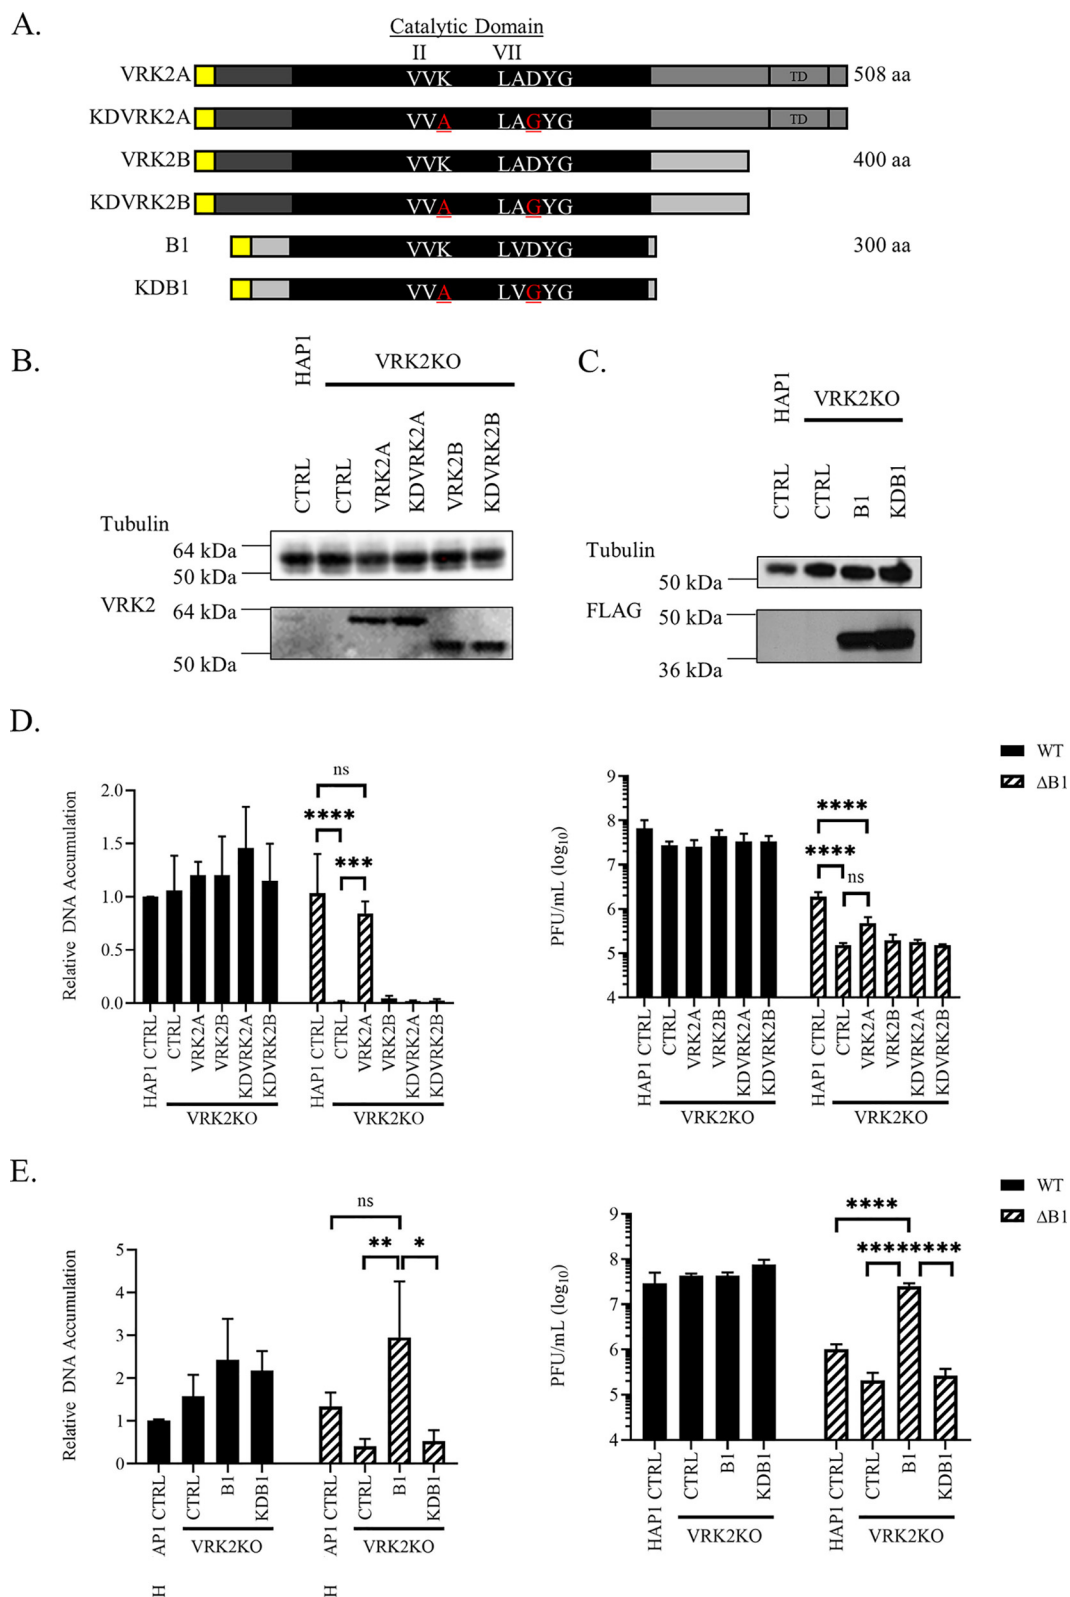 A.
Catalytic Domain
II VII
VRK2A VVK LADYG TD 508 aa
KDVRK2A VVA LAGYG TD
VRK2B VVK LADYG 400 aa
KDVRK2B VVA LAGYG
B1 VVK LVDYG 300 aa
KDB1 VVA LVGYG
B.
HAP1
VRK2KO
CTRL CTRL VRK2A KDVRK2A VRK2B KDVRK2B
Tubulin
64 kDa
50 kDa
VRK2
64 kDa
50 kDa
C.
HAP1
VRK2KO
CTRL CTRL B1 KDB1
Tubulin
50 kDa
FLAG
50 kDa
36 kDa
D.
Relative DNA Accumulation
2.0
1.5
1.0
0.5
0.0
ns
****
***
HAP1 CTRL CTRL VRK2A VRK2B KDVRK2A KDVRK2B
VRK2KO
HAP1 CTRL CTRL VRK2A VRK2B KDVRK2A KDVRK2B
VRK2KO
PFU/mL (log10)
9
8
7
6
5
4
****
****
ns
HAP1 CTRL CTRL VRK2A VRK2B KDVRK2A KDVRK2B
VRK2KO
HAP1 CTRL CTRL VRK2A VRK2B KDVRK2A KDVRK2B
VRK2KO
WT
ΔB1
E.
Relative DNA Accumulation
5
4
3
2
1
0
ns
** *
H AP1 CTRL CTRL B1 KDB1
VRK2KO
H AP1 CTRL CTRL B1 KDB1
VRK2KO
PFU/mL (log10)
9
8
7
6
5
4
****
********
HAP1 CTRL CTRL B1 KDB1
VRK2KO
HAP1 CTRL CTRL B1 KDB1
VRK2KO
WT
ΔB1